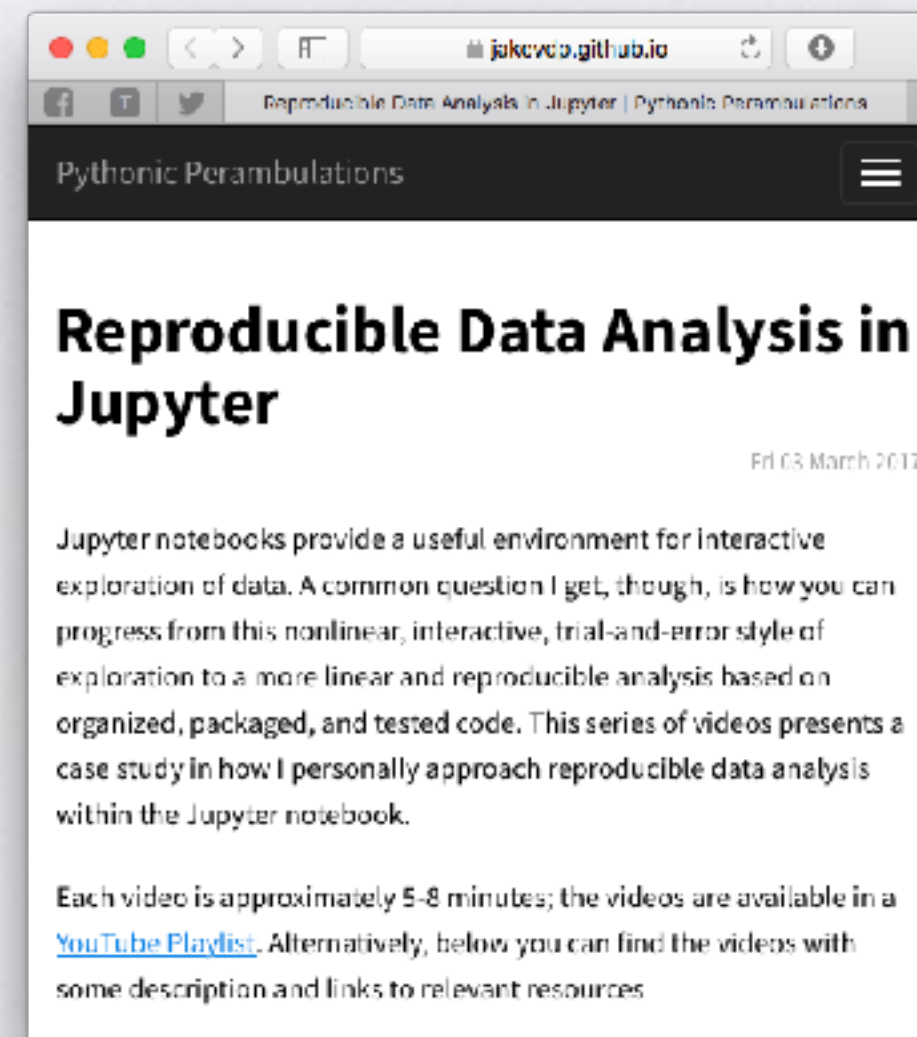 jakevdp.github.io
Reproducible Data Analysis in Jupyter | Pythonic Perambulations
Pythonic Perambulations
Reproducible Data Analysis in
Jupyter
Fri 03 March 2017
Jupyter notebooks provide a useful environment for interactive
exploration of data. A common question I get, though, is how you can
progress from this nonlinear, interactive, trial-and-error style of
exploration to a more linear and reproducible analysis based on
organized, packaged, and tested code. This series of videos presents a
case study in how I personally approach reproducible data analysis
within the Jupyter notebook.
Each video is approximately 5-8 minutes; the videos are available in a
YouTube Playlist. Alternatively, below you can find the videos with
some description and links to relevant resources